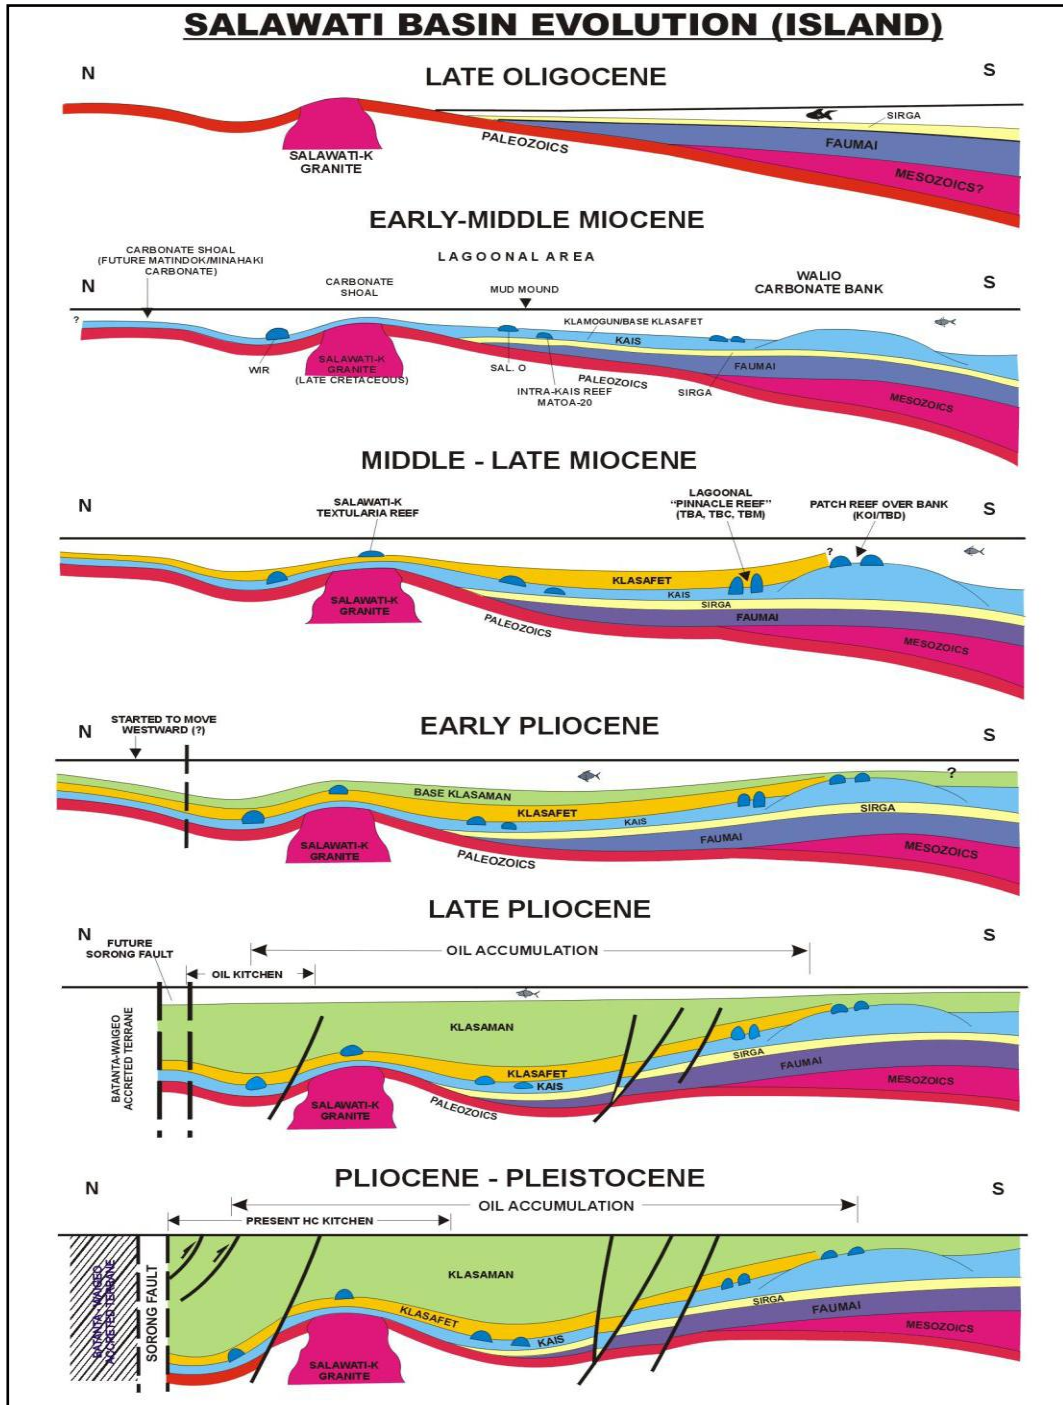 SALAWATI BASIN EVOLUTION (ISLAND)
N
LATE OLIGOCENE
S
SIRGA
PALEOZOICS
FAUMAI
SALAWATI-K
GRANITE
MESOZOICS?
EARLY-MIDDLE MIOCENE
CARBONATE SHOAL
(FUTURE MATINDOK/MINAHAKI
CARBONATE)
LAGOONAL AREA
N
CARBONATE
SHOAL
MUD MOUND
WALIO
CARBONATE BANK
S
?
KLAMOGUN/BASE KLASAFET
KAIS
WIR
SALAWATI-K
GRANITE
(LATE CRETACEOUS)
SAL. O
PALEOZOICS
INTRA-KAIS REEF
MATOA-20
SIRGA
FAUMAI
MESOZOICS
MIDDLE - LATE MIOCENE
N
SALAWATI-K
TEXTULARIA REEF
LAGOONAL
"PINNACLE REEF"
(TBA, TBC, TBM)
PATCH REEF OVER BANK
(KOI/TBD)
S
?
KLASAFET
KAIS
SIRGA
SALAWATI-K
GRANITE
PALEOZOICS
FAUMAI
MESOZOICS
STARTED TO MOVE
WESTWARD (?)
N
EARLY PLIOCENE
S
?
BASE KLASAMAN
KLASAFET
KAIS
SIRGA
SALAWATI-K
GRANITE
PALEOZOICS
FAUMAI
MESOZOICS
LATE PLIOCENE
N
S
FUTURE
SORONG FAULT
OIL ACCUMULATION
OIL KITCHEN
BATANTA-WAIGEO
ACCRETED TERRANE
KLASAMAN
KLASAFET
KAIS
SIRGA
FAUMAI
MESOZOICS
SALAWATI-K
GRANITE
PALEOZOICS
PLIOCENE - PLEISTOCENE
N
S
OIL ACCUMULATION
PRESENT HC KITCHEN
BATANTA-WAIGEO
ACCRETED TERRANE
SORONG FAULT
KLASAMAN
KLASAFET
KAIS
SIRGA
FAUMAI
MESOZOICS
SALAWATI-K
GRANITE